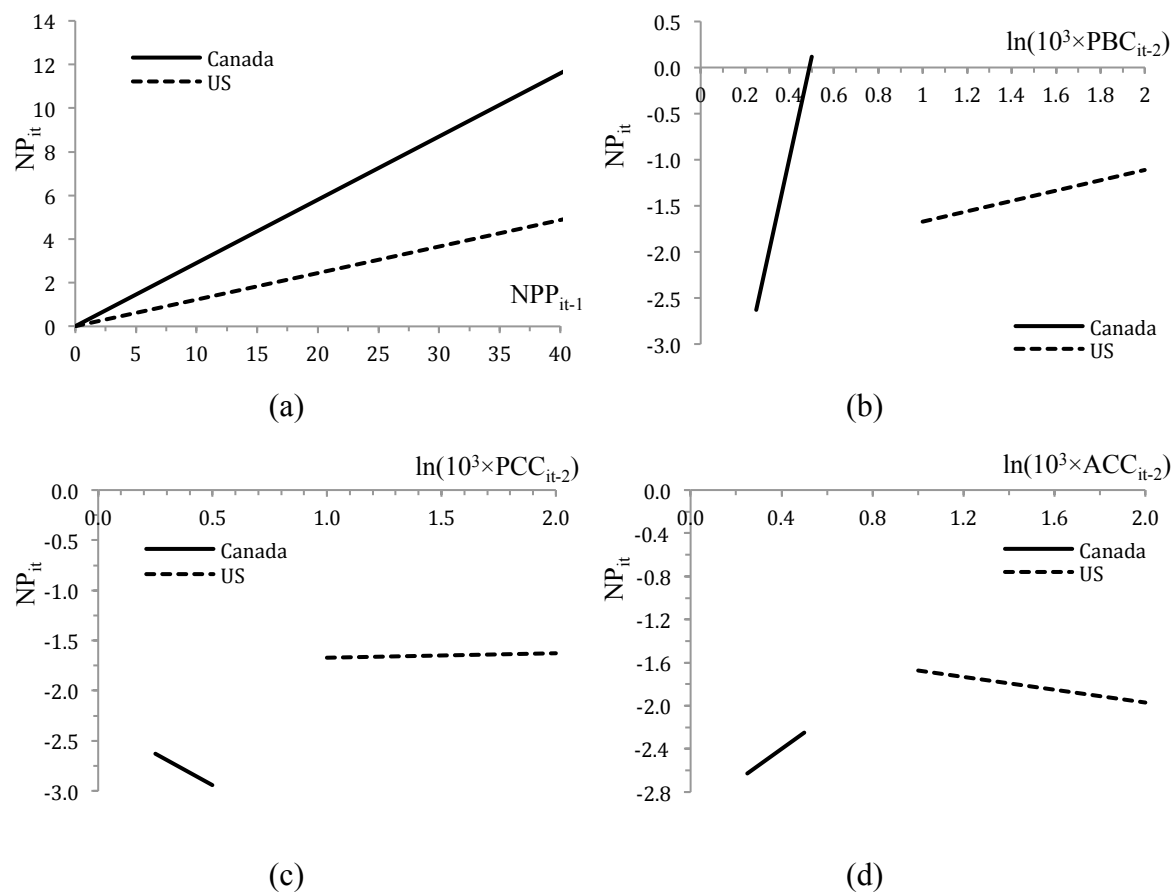 14
12
10
8
6
4
2
0
NP_it
Canada
US
NPP_it-1
0 5 10 15 20 25 30 35 40
(a)
ln(10³×PBC_it-2)
0.5
0.0
-0.5
-1.0
-1.5
-2.0
-2.5
-3.0
NP_it
0 0.2 0.4 0.6 0.8 1 1.2 1.4 1.6 1.8 2
Canada
US
(b)
ln(10³×PCC_it-2)
0.0
-0.5
-1.0
-1.5
-2.0
-2.5
-3.0
NP_it
0.0 0.5 1.0 1.5 2.0
Canada
US
(c)
ln(10³×ACC_it-2)
0.0
-0.4
-0.8
-1.2
-1.6
-2.0
-2.4
-2.8
NP_it
0.0 0.4 0.8 1.2 1.6 2.0
Canada
US
(d)